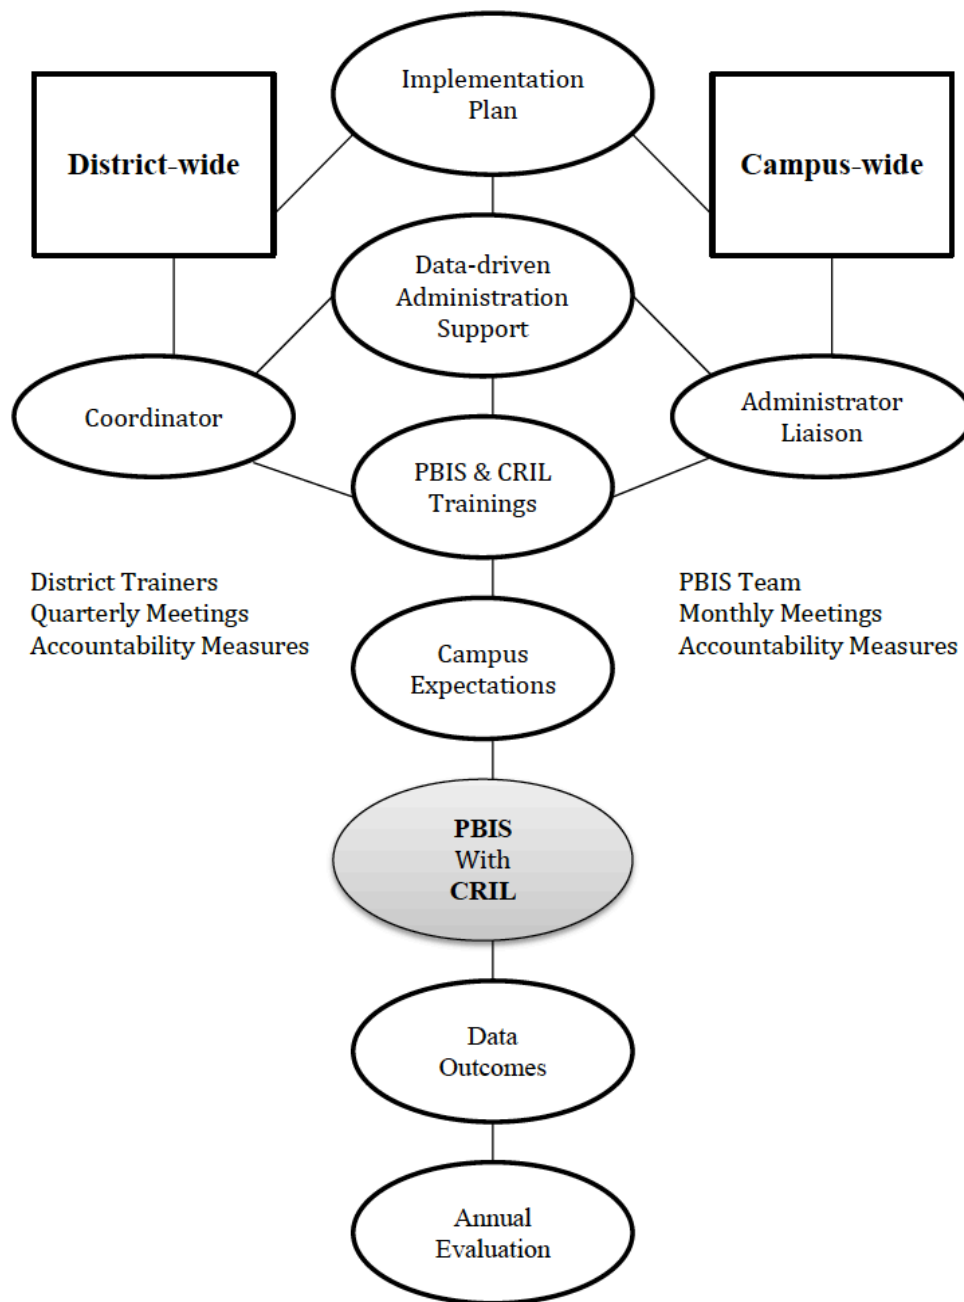 Implementation
Plan
District-wide
Campus-wide
Data-driven
Administration
Support
Coordinator
Administrator
Liaison
PBIS & CRIL
Trainings
District Trainers
Quarterly Meetings
Accountability Measures
PBIS Team
Monthly Meetings
Accountability Measures
Campus
Expectations
PBIS
With
CRIL
Data
Outcomes
Annual
Evaluation